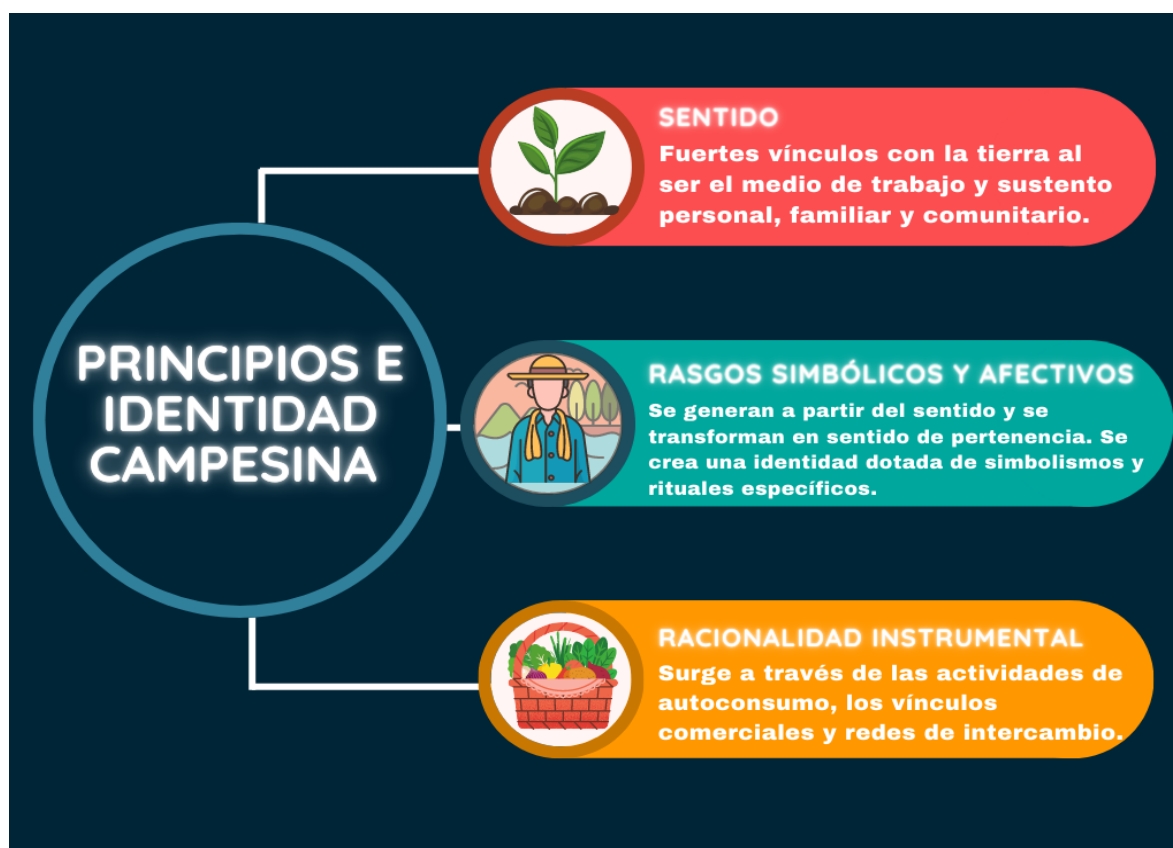 PRINCIPIOS E
IDENTIDAD
CAMPESINA
SENTIDO
Fuertes vínculos con la tierra al
ser el medio de trabajo y sustento
personal, familiar y comunitario.
RASGOS SIMBÓLICOS Y AFECTIVOS
Se generan a partir del sentido y se
transforman en sentido de pertenencia. Se
crea una identidad dotada de simbolismos y
rituales específicos.
RACIONALIDAD INSTRUMENTAL
Surge a través de las actividades de
autoconsumo, los vínculos
comerciales y redes de intercambio.